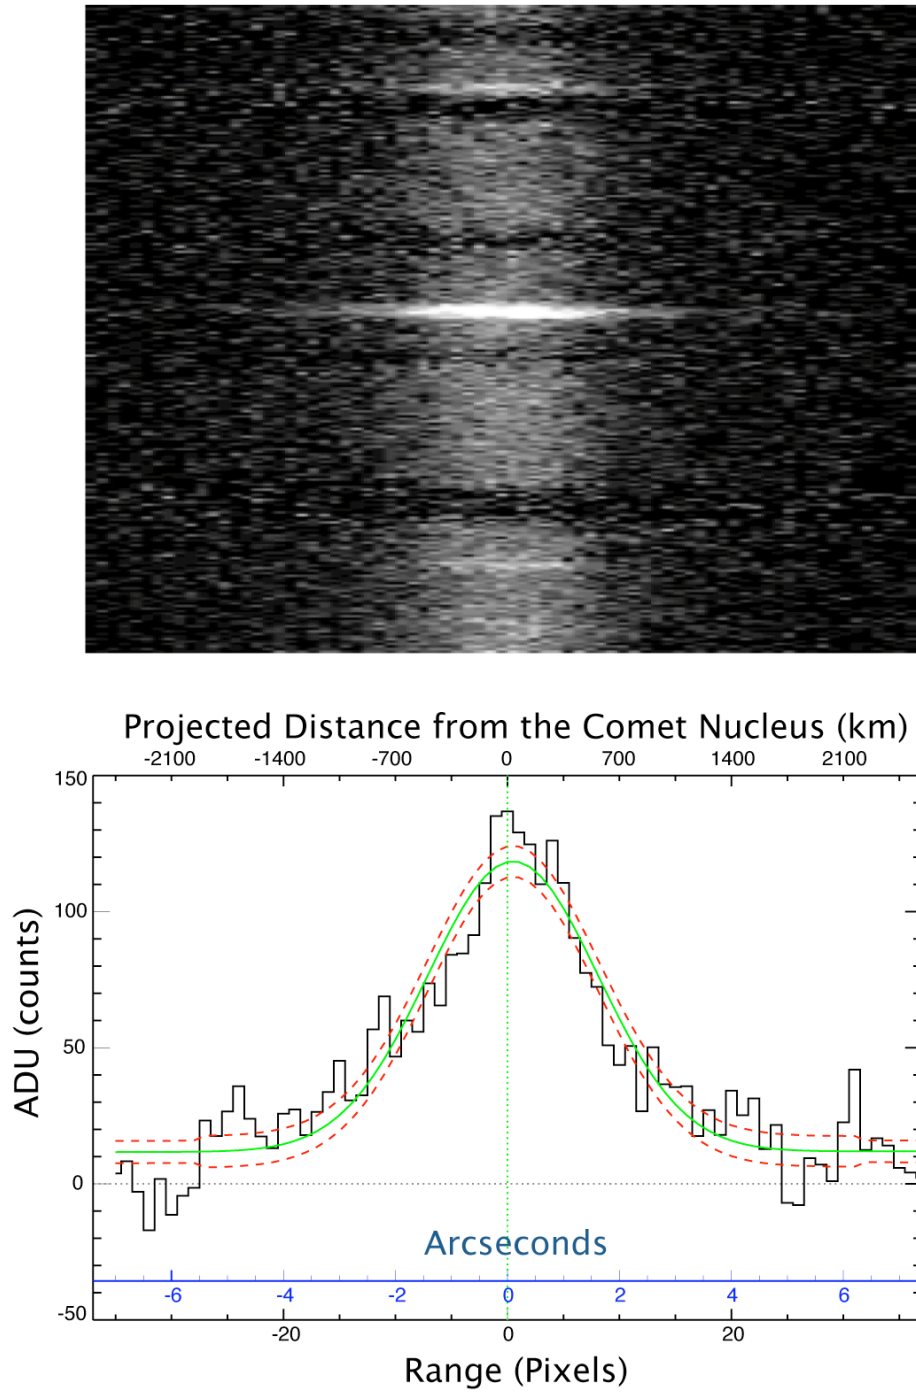 Projected Distance from the Comet Nucleus (km)
-2100 -1400 -700 0 700 1400 2100
150
100
50
0
-50
ADU (counts)
Arcseconds
-6 -4 -2 0 2 4 6
-20 0 20
Range (Pixels)